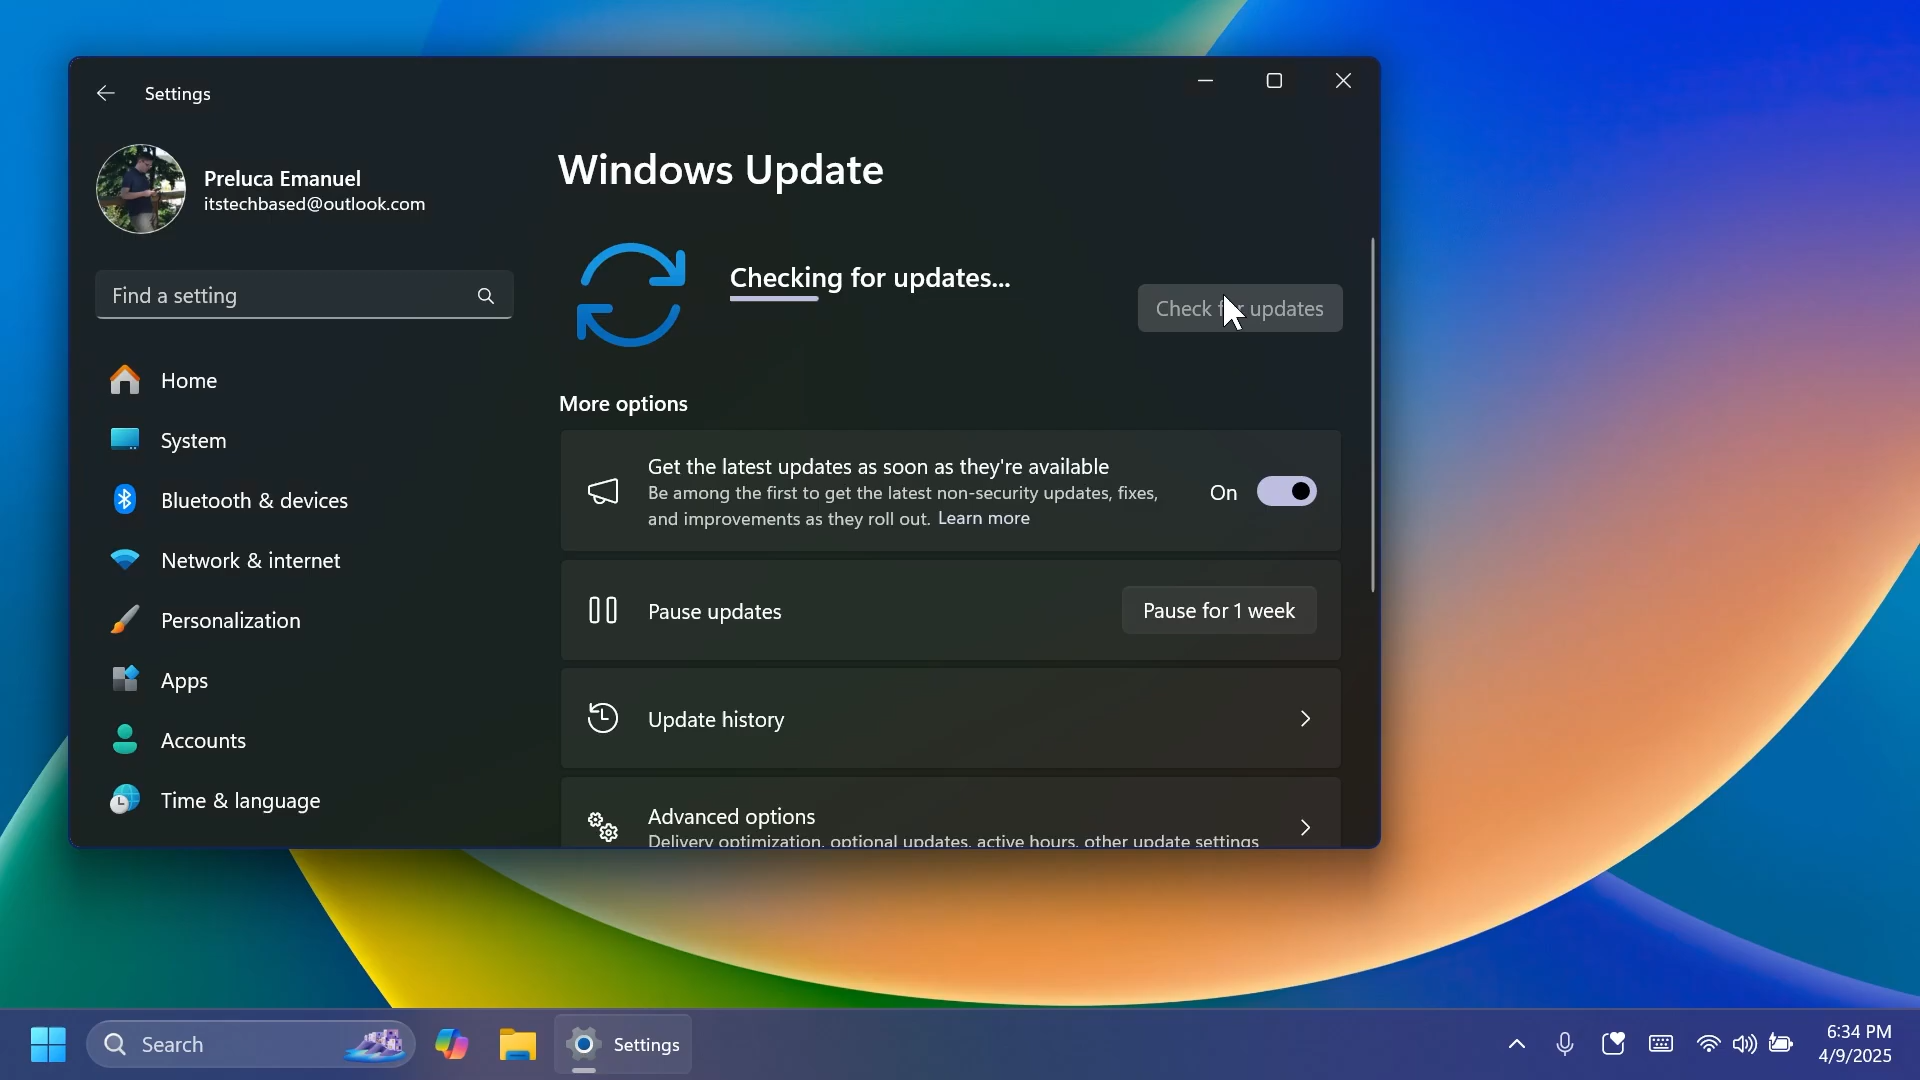 Settings
Preluca Emanuel
itstechbased@outlook.com
Find a setting
Home
System
Bluetooth & devices
Network & internet
Personalization
Apps
Accounts
Time & language
Windows Update
Checking for updates...
Check for updates
More options
Get the latest updates as soon as they're available
Be among the first to get the latest non-security updates, fixes,
and improvements as they roll out. Learn more
On
Pause updates
Pause for 1 week
Update history
Advanced options
Delivery optimization, optional updates, active hours, other update settings
Search
Settings
6:34 PM
4/9/2025